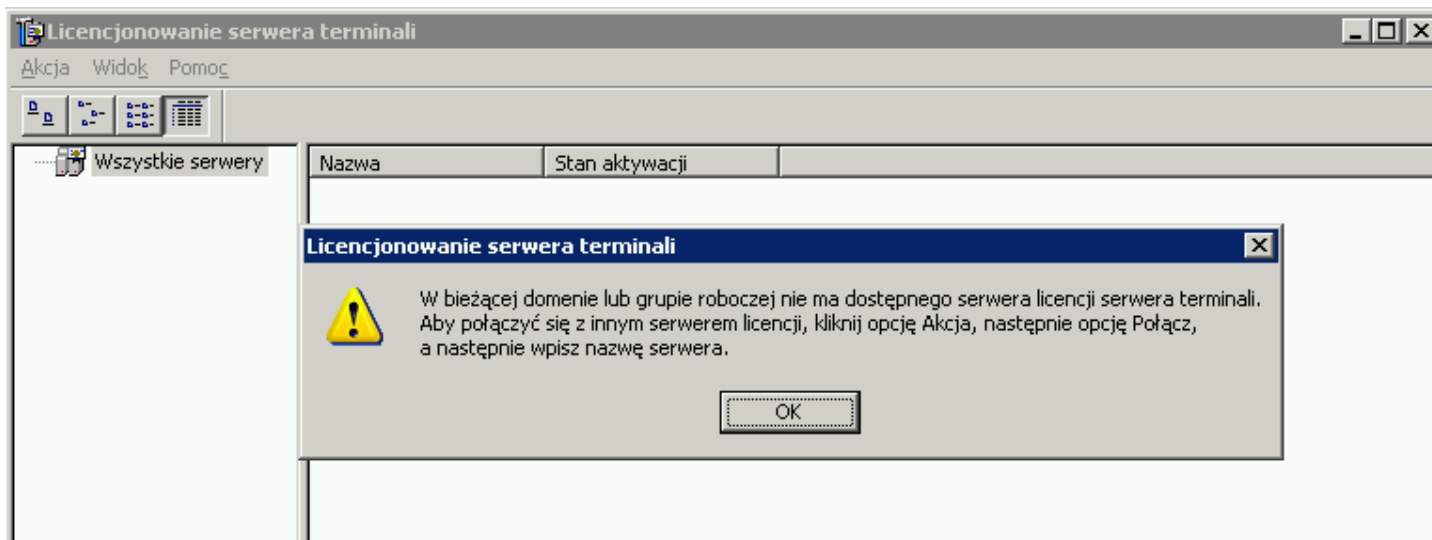 Licencjonowanie serwera terminali
Akcja Widok Pomoc
Wszystkie serwery
Nazwa Stan aktywacji
Licencjonowanie serwera terminali
W bieżącej domenie lub grupie roboczej nie ma dostępnego serwera licencji serwera terminali.
Aby połączyć się z innym serwerem licencji, kliknij opcję Akcja, następnie opcję Połącz,
a następnie wpisz nazwę serwera.
OK